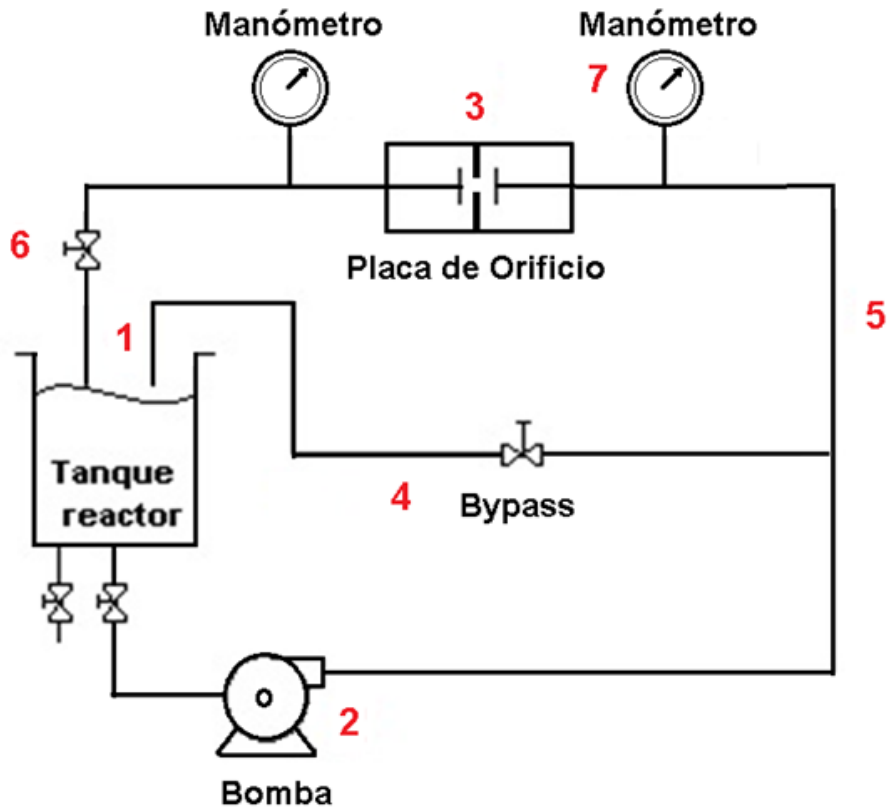 Manómetro
Manómetro
7
3
6
Placa de Orificio
1
5
Tanque
reactor
4
Bypass
2
Bomba